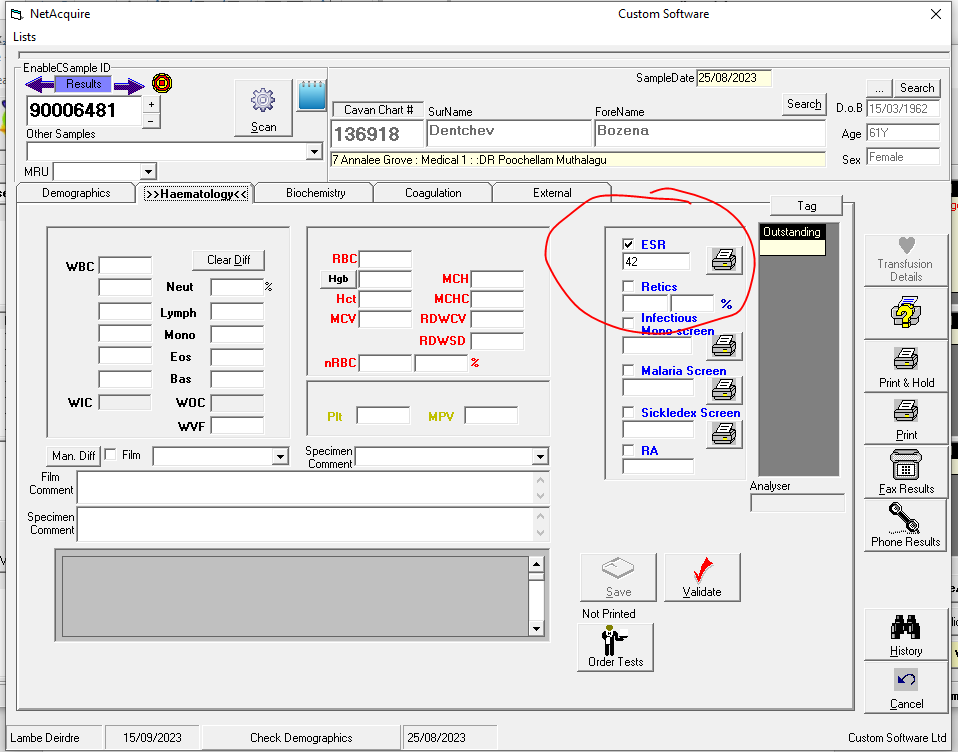 NetAcquire Custom Software
Lists
EnableCSample ID
Results
90006481
+
-
Scan
Other Samples
MRU
SampleDate 25/08/2023
Cavan Chart # SurName ForeName Search
136918 Dentchev Bozena
7 Annalee Grove : Medical 1 : :DR Poochellam Muthalagu
... Search
D.o.B 15/03/1962
Age 61Y
Sex Female
Demographics >>Haematology<< Biochemistry Coagulation External
Tag
Outstanding
WBC Clear Diff
Neut %
Lymph
Mono
Eos
Bas
WIC WOC
WVF
RBC
Hgb MCH
Hct MCHC
MCV RDWCV
RDWSD
nRBC %
Plt MPV
ESR
42
Retics
%
Infectious
Mono screen
Malaria Screen
Sickledex Screen
RA
Man. Diff Film
Specimen
Comment
Film
Comment
Specimen
Comment
Analyser
Save Validate
Not Printed
Order Tests
Transfusion
Details
Print & Hold
Print
Fax Results
Phone Results
History
Cancel
Lambe Deirdre 15/09/2023 Check Demographics 25/08/2023 Custom Software Ltd